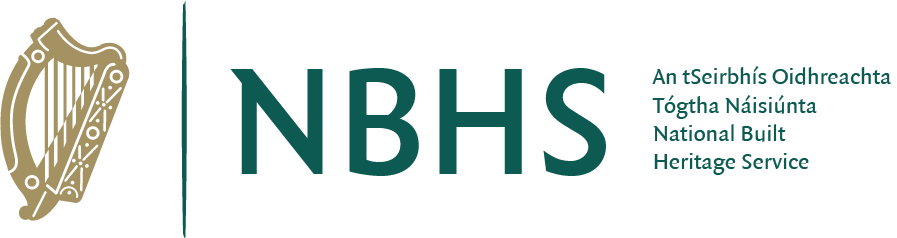 NBHS
An tSeirbhís Oidhreachta
Tógtha Náisiúnta
National Built
Heritage Service